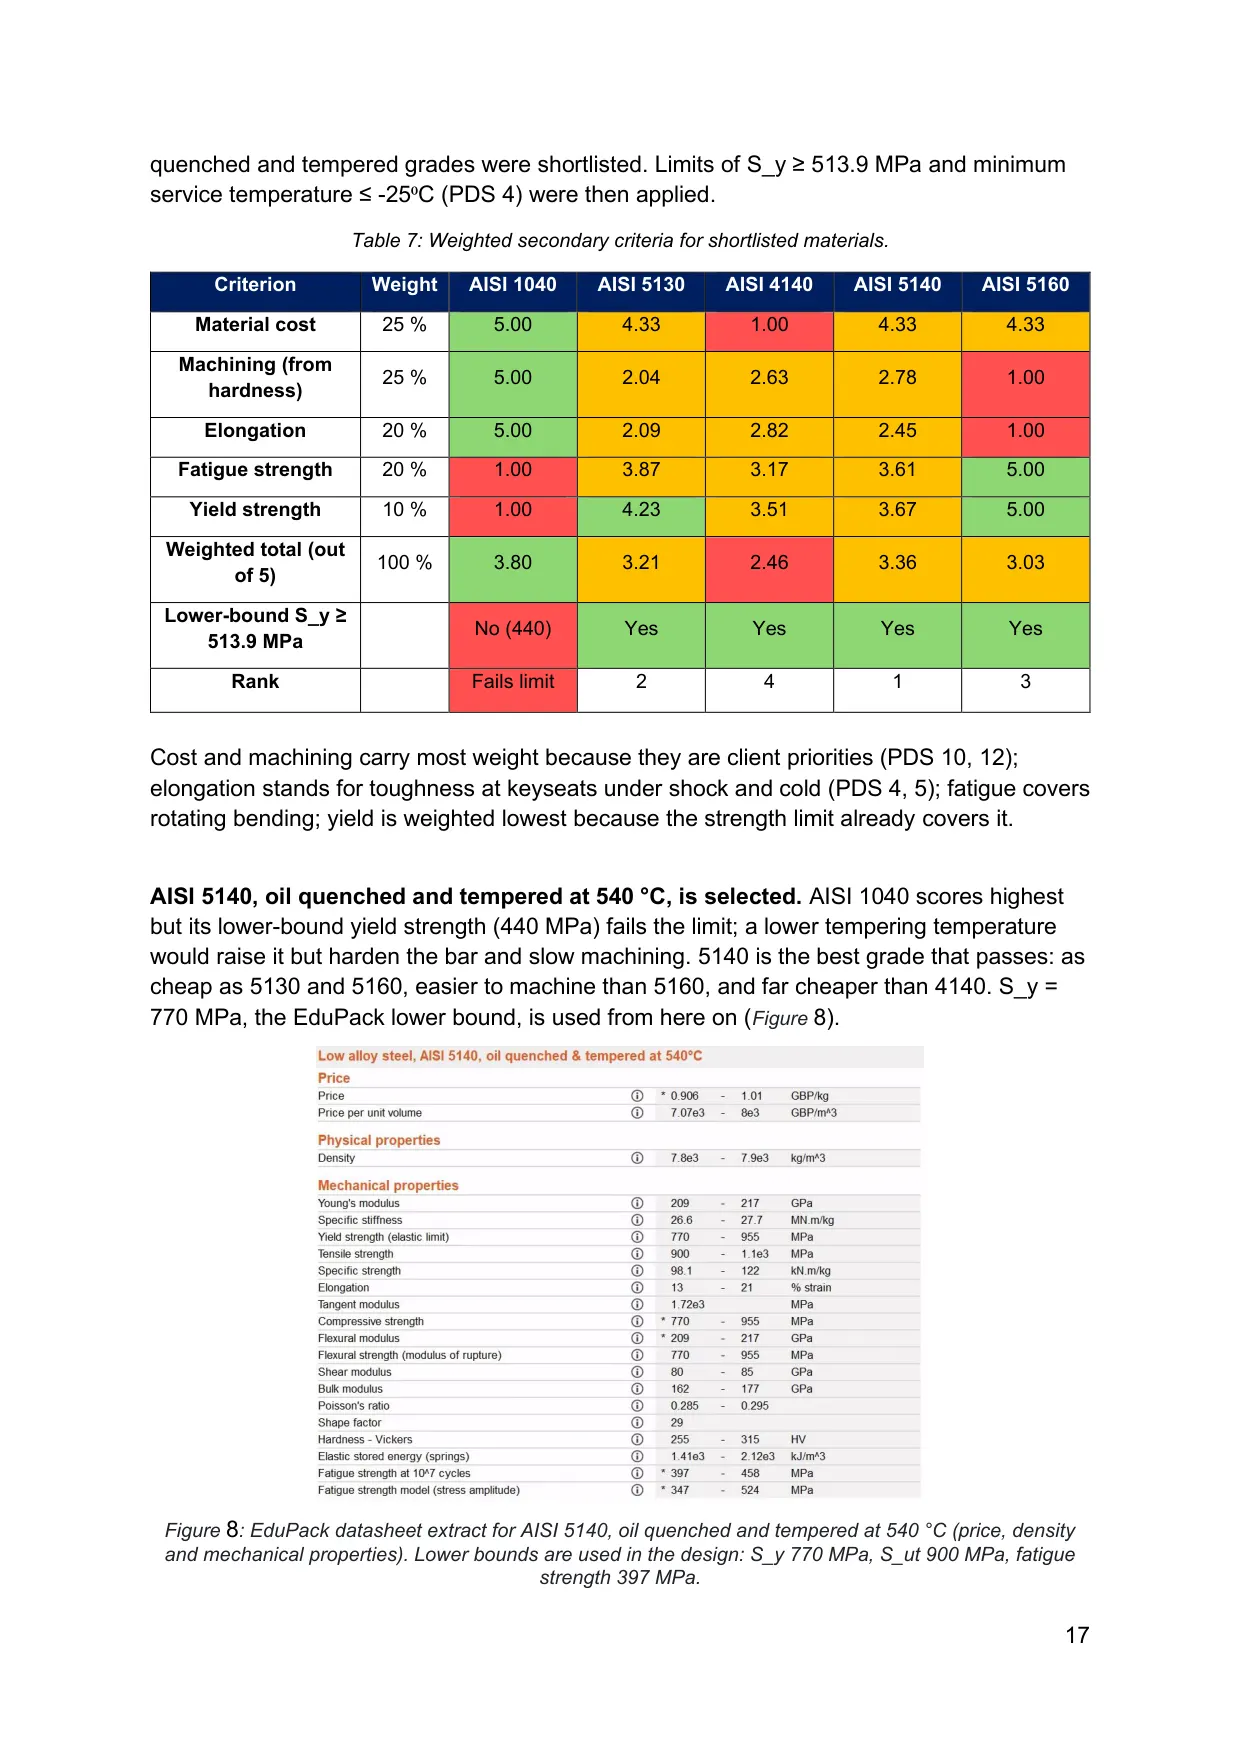 quenched and tempered grades were shortlisted. Limits of S_y ≥ 513.9 MPa and minimum
service temperature ≤ -25ºC (PDS 4) were then applied.
Table 7: Weighted secondary criteria for shortlisted materials.
Criterion Weight AISI 1040 AISI 5130 AISI 4140 AISI 5140 AISI 5160
Material cost 25 % 5.00 4.33 1.00 4.33 4.33
Machining (from
hardness) 25 % 5.00 2.04 2.63 2.78 1.00
Elongation 20 % 5.00 2.09 2.82 2.45 1.00
Fatigue strength 20 % 1.00 3.87 3.17 3.61 5.00
Yield strength 10 % 1.00 4.23 3.51 3.67 5.00
Weighted total (out
of 5) 100 % 3.80 3.21 2.46 3.36 3.03
Lower-bound S_y ≥
513.9 MPa No (440) Yes Yes Yes Yes
Rank Fails limit 2 4 1 3
Cost and machining carry most weight because they are client priorities (PDS 10, 12);
elongation stands for toughness at keyseats under shock and cold (PDS 4, 5); fatigue covers
rotating bending; yield is weighted lowest because the strength limit already covers it.
AISI 5140, oil quenched and tempered at 540 °C, is selected. AISI 1040 scores highest
but its lower-bound yield strength (440 MPa) fails the limit; a lower tempering temperature
would raise it but harden the bar and slow machining. 5140 is the best grade that passes: as
cheap as 5130 and 5160, easier to machine than 5160, and far cheaper than 4140. S_y =
770 MPa, the EduPack lower bound, is used from here on (Figure 8).
Low alloy steel, AISI 5140, oil quenched & tempered at 540°C
Price
Price * 0.906 - 1.01 GBP/kg
Price per unit volume 7.07e3 - 8e3 GBP/m^3
Physical properties
Density 7.8e3 - 7.9e3 kg/m^3
Mechanical properties
Young's modulus 209 - 217 GPa
Specific stiffness 26.6 - 27.7 MN.m/kg
Yield strength (elastic limit) 770 - 955 MPa
Tensile strength 900 - 1.1e3 MPa
Specific strength 98.1 - 122 kN.m/kg
Elongation 13 - 21 % strain
Tangent modulus 1.72e3 MPa
Compressive strength * 770 - 955 MPa
Flexural modulus * 209 - 217 GPa
Flexural strength (modulus of rupture) 770 - 955 MPa
Shear modulus 80 - 85 GPa
Bulk modulus 162 - 177 GPa
Poisson's ratio 0.285 - 0.295
Shape factor 29
Hardness - Vickers 255 - 315 HV
Elastic stored energy (springs) 1.41e3 - 2.12e3 kJ/m^3
Fatigue strength at 10^7 cycles * 397 - 458 MPa
Fatigue strength model (stress amplitude) * 347 - 524 MPa
Figure 8: EduPack datasheet extract for AISI 5140, oil quenched and tempered at 540 °C (price, density
and mechanical properties). Lower bounds are used in the design: S_y 770 MPa, S_ut 900 MPa, fatigue
strength 397 MPa.
17